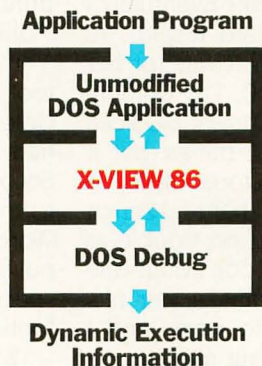 Application Program
Unmodified
DOS Application
X-VIEW 86
DOS Debug
Dynamic Execution
Information